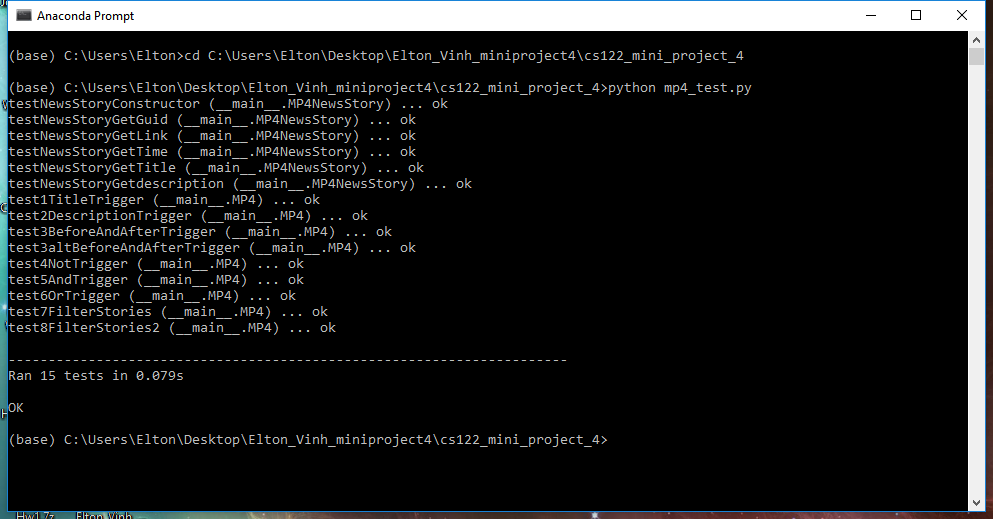 Anaconda Prompt
(base) C:\Users\Elton>cd C:\Users\Elton\Desktop\Elton_Vinh_miniproject4\cs122_mini_project_4
(base) C:\Users\Elton\Desktop\Elton_Vinh_miniproject4\cs122_mini_project_4>python mp4_test.py
testNewsStoryConstructor (__main__.MP4NewsStory) ... ok
testNewsStoryGetGuid (__main__.MP4NewsStory) ... ok
testNewsStoryGetLink (__main__.MP4NewsStory) ... ok
testNewsStoryGetTime (__main__.MP4NewsStory) ... ok
testNewsStoryGetTitle (__main__.MP4NewsStory) ... ok
testNewsStoryGetdescription (__main__.MP4NewsStory) ... ok
test1TitleTrigger (__main__.MP4) ... ok
test2DescriptionTrigger (__main__.MP4) ... ok
test3BeforeAndAfterTrigger (__main__.MP4) ... ok
test3altBeforeAndAfterTrigger (__main__.MP4) ... ok
test4NotTrigger (__main__.MP4) ... ok
test5AndTrigger (__main__.MP4) ... ok
test6OrTrigger (__main__.MP4) ... ok
test7FilterStories (__main__.MP4) ... ok
test8FilterStories2 (__main__.MP4) ... ok
----------------------------------------------------------------------
Ran 15 tests in 0.079s
OK
(base) C:\Users\Elton\Desktop\Elton_Vinh_miniproject4\cs122_mini_project_4>
Elton Vinh